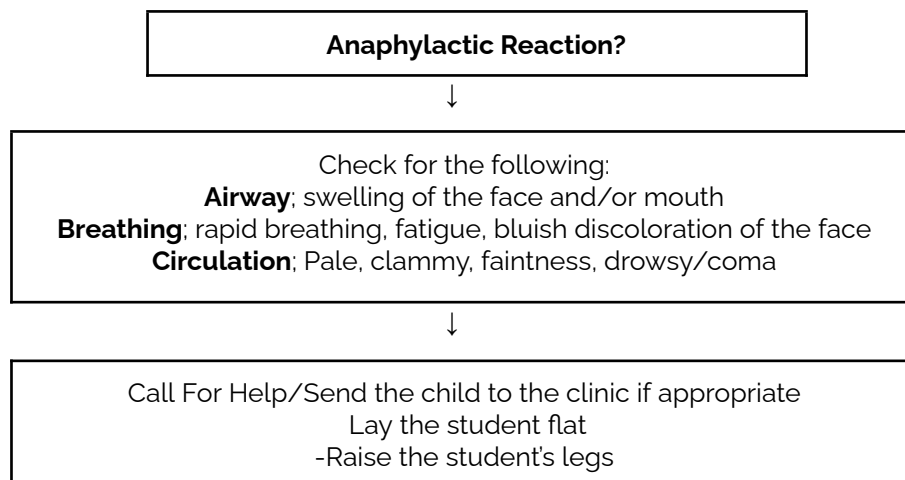 Anaphylactic Reaction?
↓
Check for the following:
Airway; swelling of the face and/or mouth
Breathing; rapid breathing, fatigue, bluish discoloration of the face
Circulation; Pale, clammy, faintness, drowsy/coma
↓
Call For Help/Send the child to the clinic if appropriate
Lay the student flat
-Raise the student’s legs